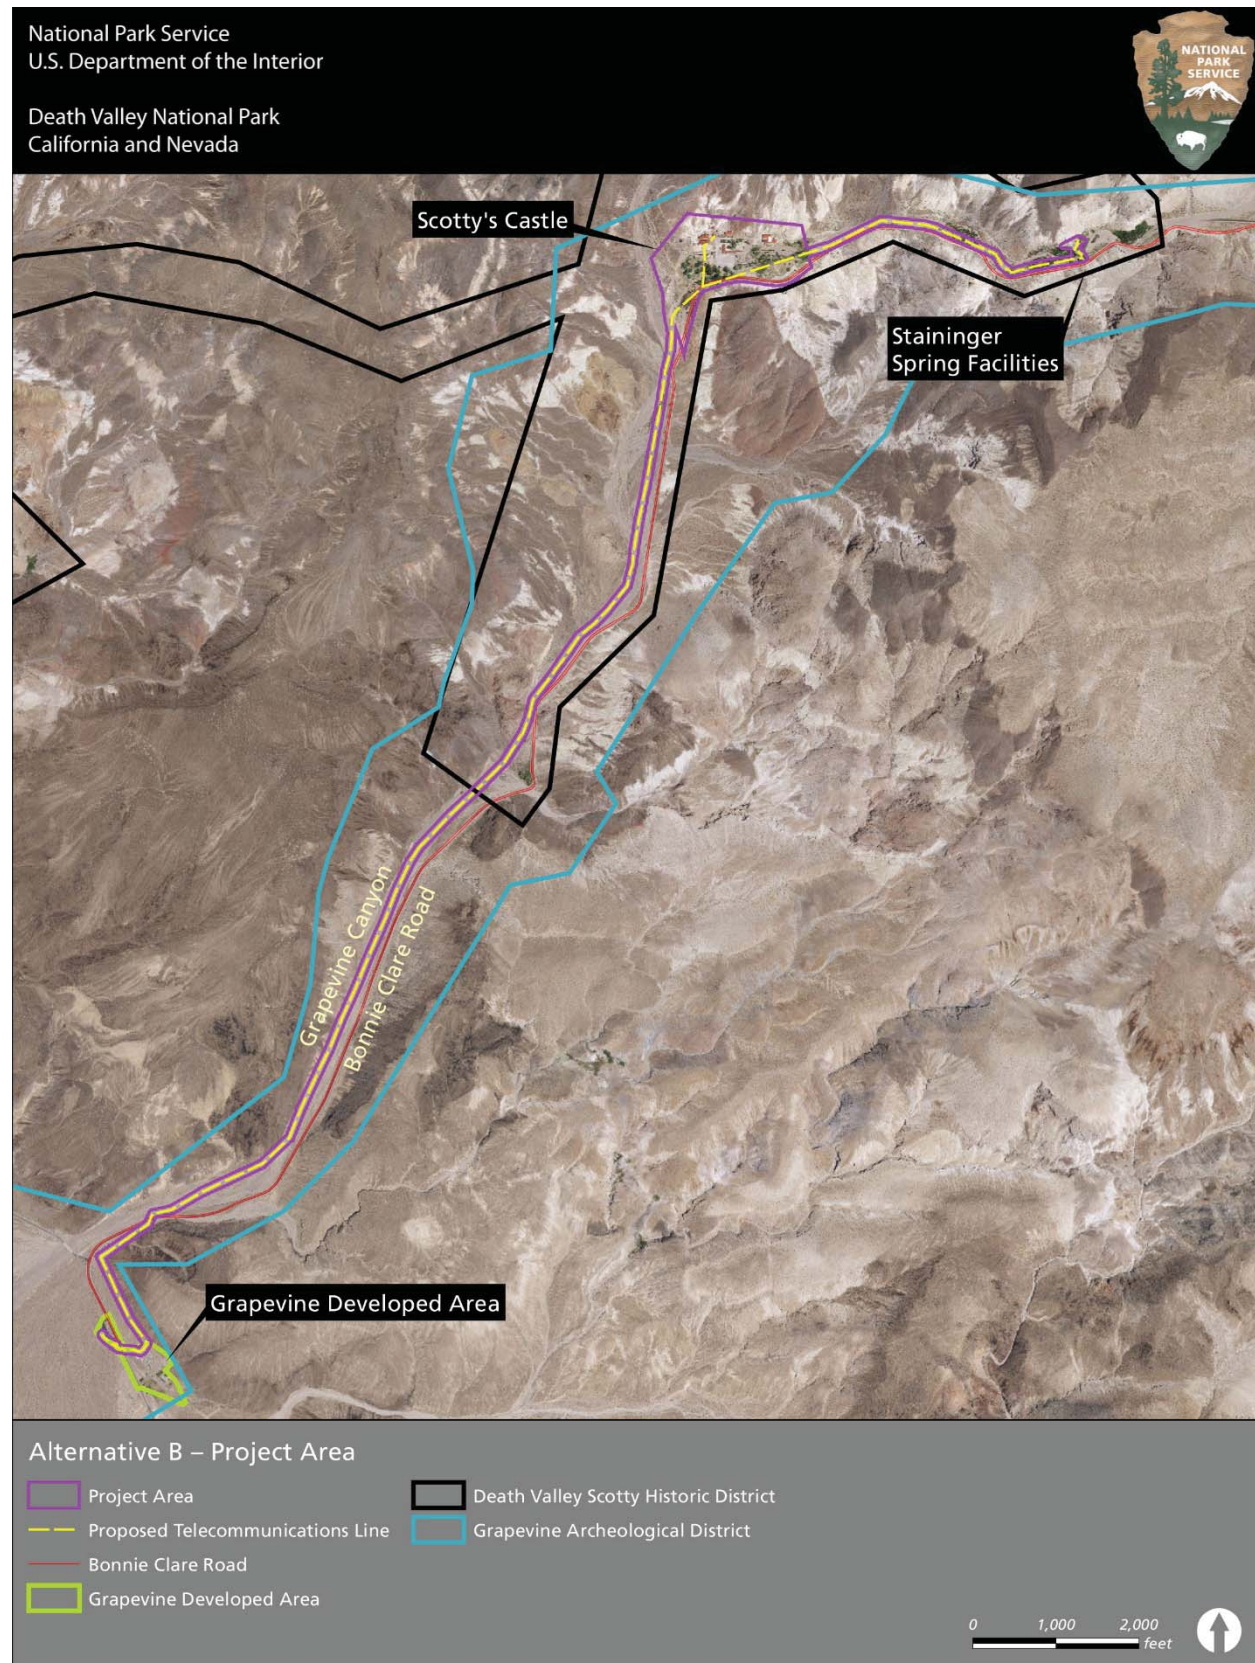 National Park Service
U.S. Department of the Interior
Death Valley National Park
California and Nevada
NATIONAL
PARK
SERVICE
Scotty's Castle
Staininger
Spring Facilities
Grapevine Canyon
Bonnie Clare Road
Grapevine Developed Area
Alternative B – Project Area
Project Area
Proposed Telecommunications Line
Bonnie Clare Road
Grapevine Developed Area
Death Valley Scotty Historic District
Grapevine Archeological District
0 1,000 2,000
feet